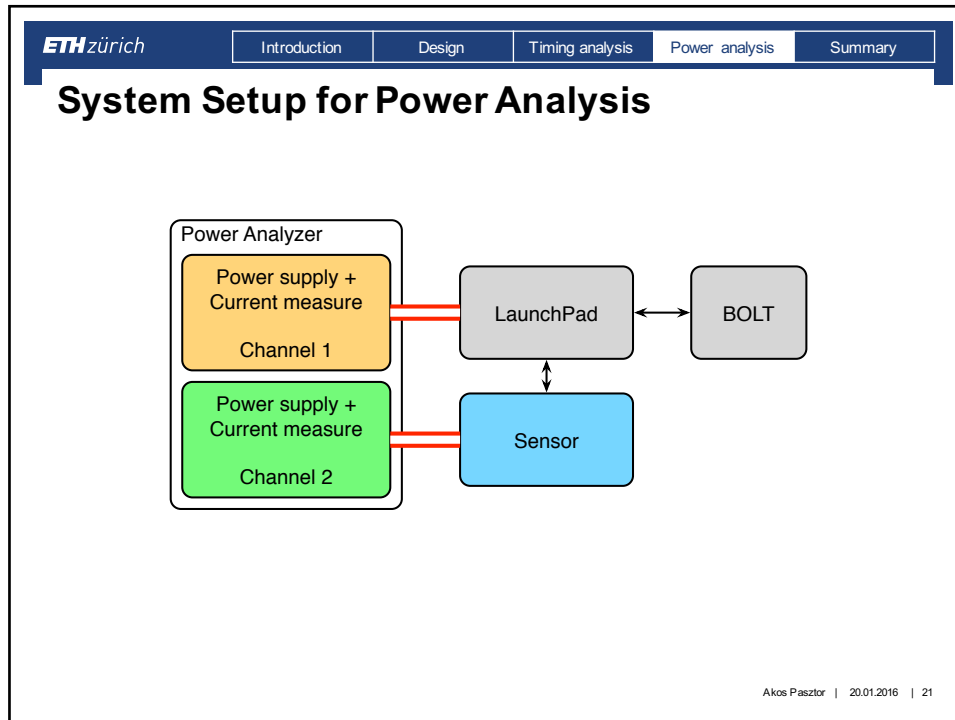 ETH zürich
Introduction
Design
Timing analysis
Power analysis
Summary
System Setup for Power Analysis
Power Analyzer
Power supply +
Current measure
Channel 1
LaunchPad
BOLT
Power supply +
Current measure
Channel 2
Sensor
Akos Pasztor | 20.01.2016 | 21